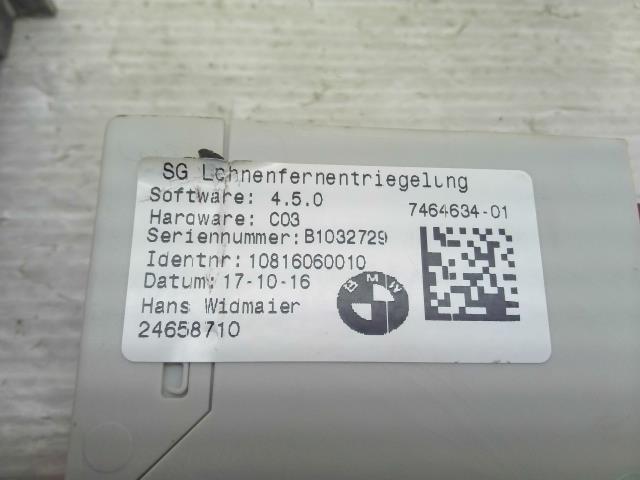 SG Lehnenfernentriegelung
Software: 4.5.0
7464634-01
Hardware: C03
Seriennummer: B1032729
Identnr: 10816060010
Datum: 17-10-16
BMW
Hans Widmaier
24658710